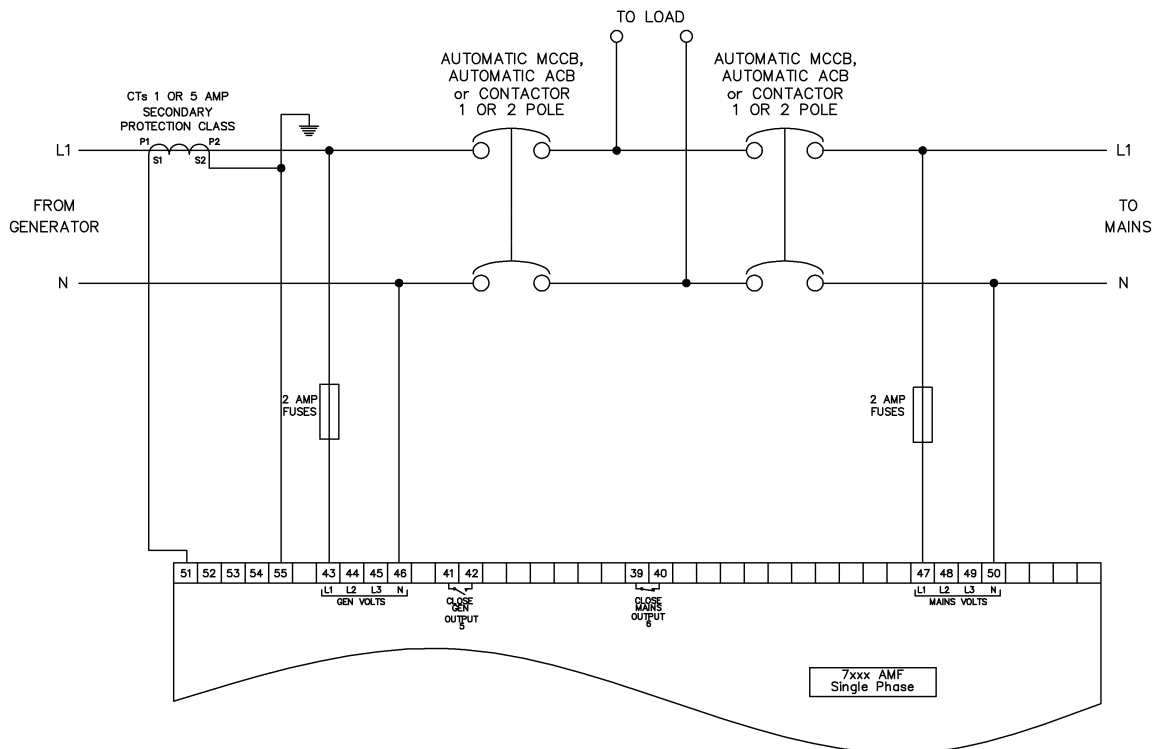 TO LOAD
AUTOMATIC MCCB,
AUTOMATIC ACB
or CONTACTOR
1 OR 2 POLE
AUTOMATIC MCCB,
AUTOMATIC ACB
or CONTACTOR
1 OR 2 POLE
CTs 1 OR 5 AMP
SECONDARY
PROTECTION CLASS
P1 P2
L1 S1 S2 L1
FROM
GENERATOR
TO
MAINS
N N
2 AMP
FUSES
2 AMP
FUSES
51 52 53 54 55 43 44 45 46 41 42 39 40 47 48 49 50
L1 L2 L3 N
GEN VOLTS
CLOSE
GEN
OUTPUT
5
CLOSE
MAINS
OUTPUT
6
L1 L2 L3 N
MAINS VOLTS
7xxx AMF
Single Phase